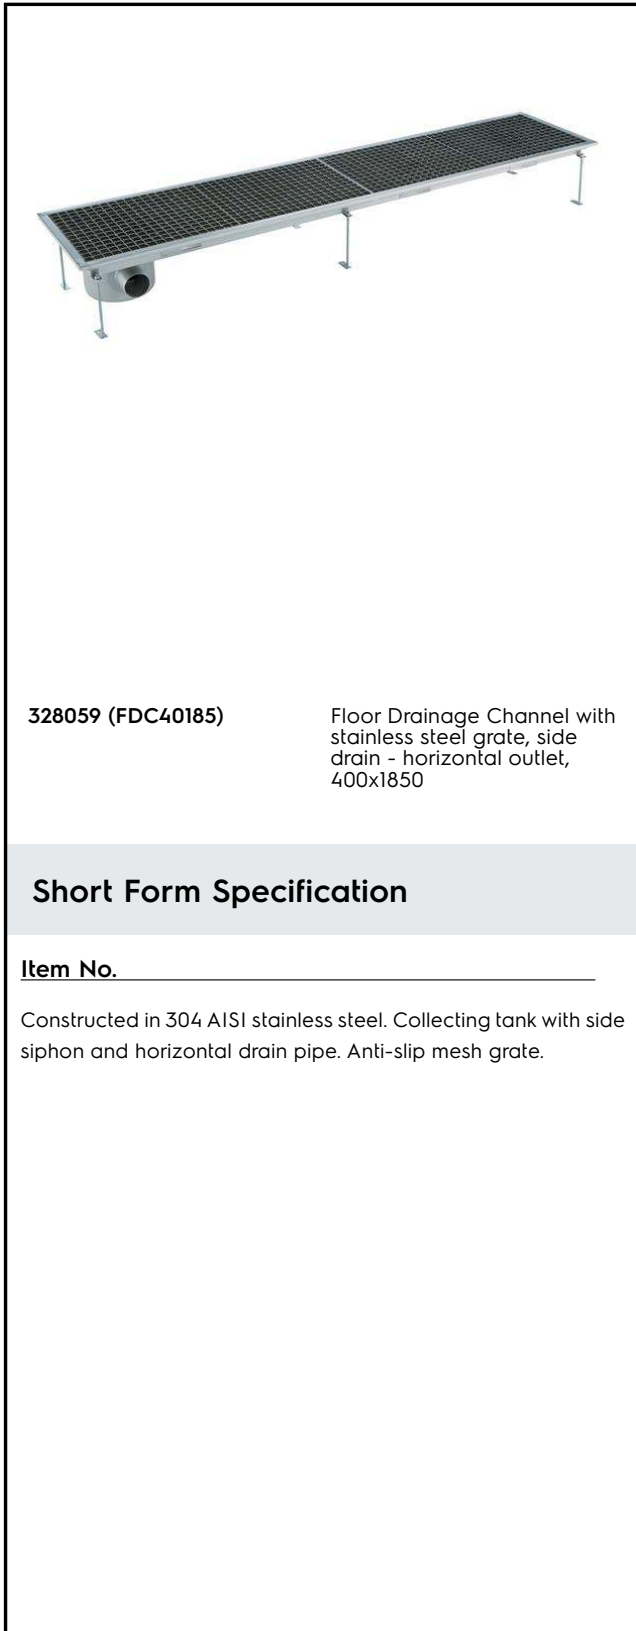 328059 (FDC40185)
Floor Drainage Channel with
stainless steel grate, side
drain - horizontal outlet,
400x1850
Short Form Specification
Item No.
Constructed in 304 AISI stainless steel. Collecting tank with side
siphon and horizontal drain pipe. Anti-slip mesh grate.